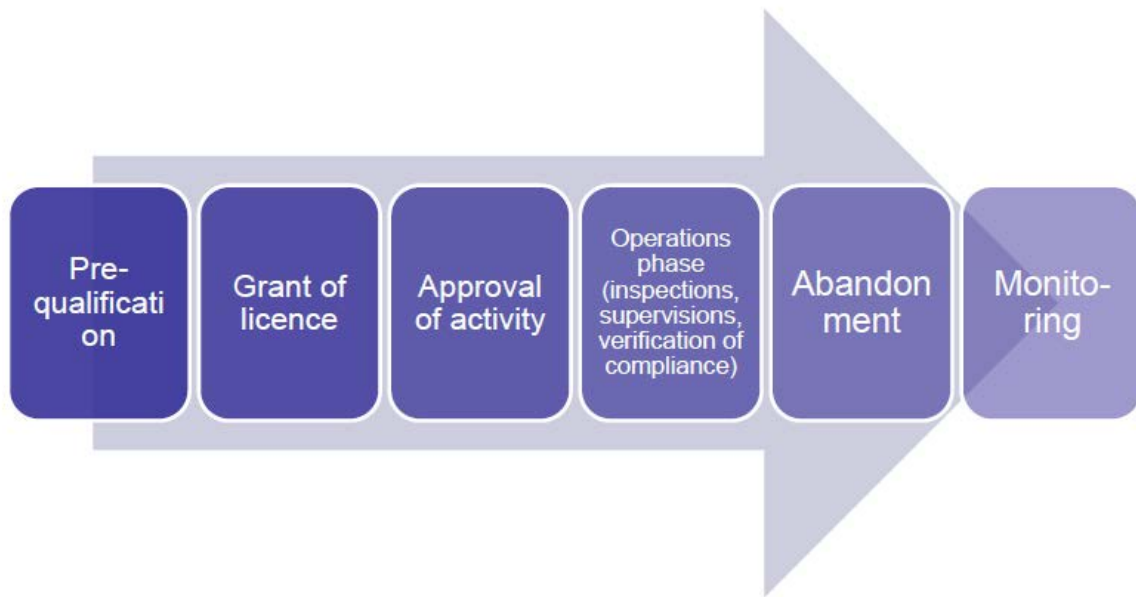 Pre-
qualificati
on
Grant of
licence
Approval
of activity
Operations
phase
(inspections,
supervisions,
verification of
compliance)
Abandon
ment
Monito-
ring